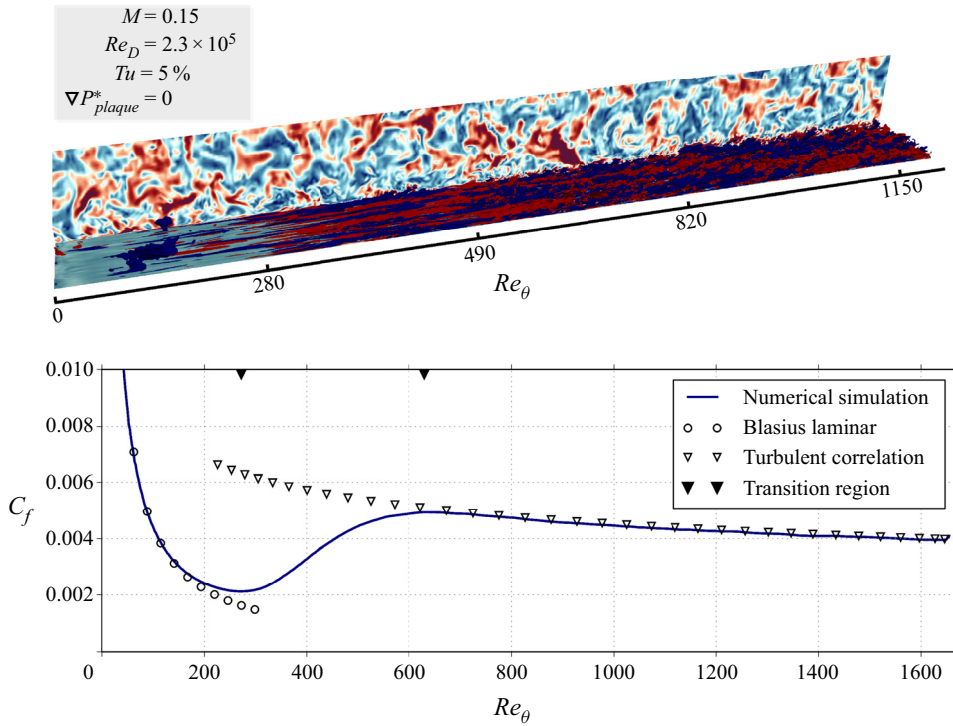 M = 0.15
Re_D = 2.3 × 10⁵
Tu = 5 %
∇P*_plaque = 0
0
280
490
820
1150
Re_θ
0.010
0.008
0.006
0.004
0.002
C_f
Numerical simulation
Blasius laminar
Turbulent correlation
Transition region
0
200
400
600
800
1000
1200
1400
1600
Re_θ